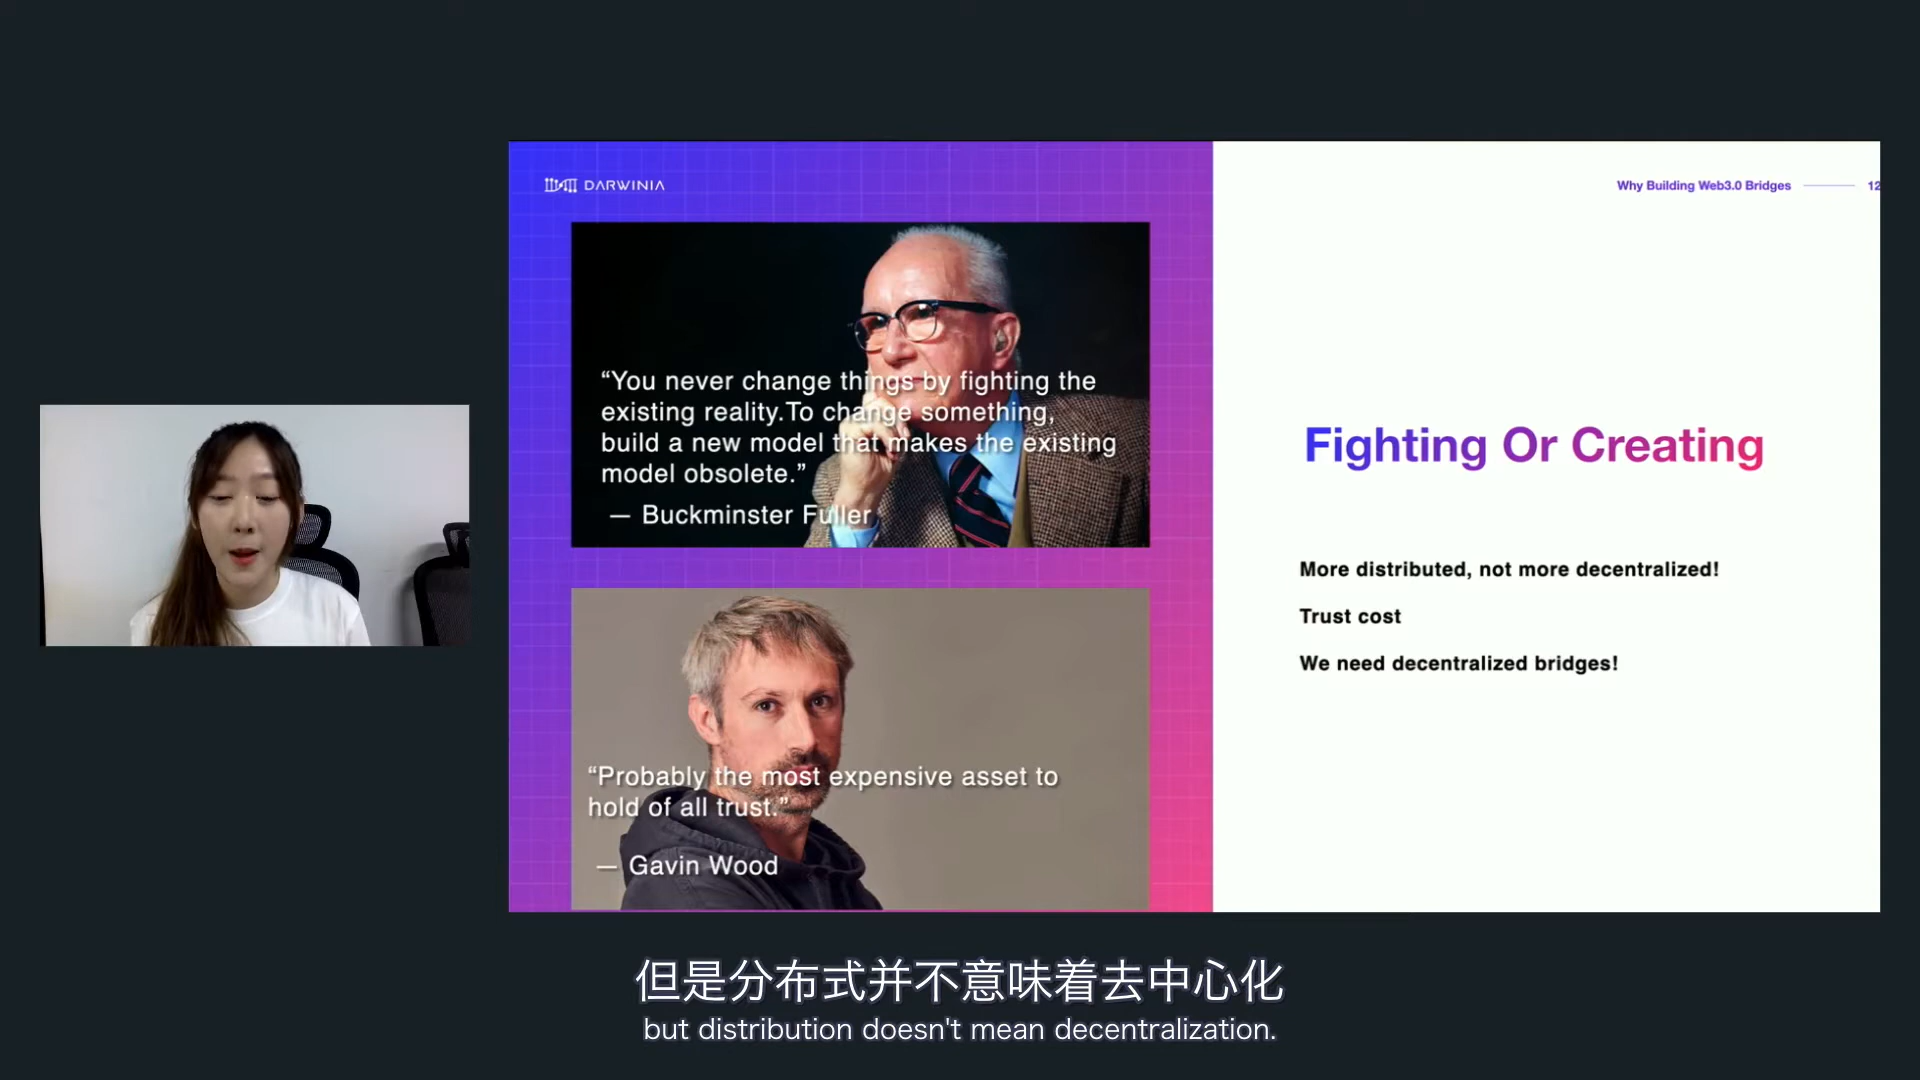 DARWINIA
Why Building Web3.0 Bridges
12
“You never change things by fighting the
existing reality.To change something,
build a new model that makes the existing
model obsolete.”
— Buckminster Fuller
“Probably the most expensive asset to
hold of all trust.”
— Gavin Wood
Fighting Or Creating
More distributed, not more decentralized!
Trust cost
We need decentralized bridges!
但是分布式并不意味着去中心化
but distribution doesn't mean decentralization.